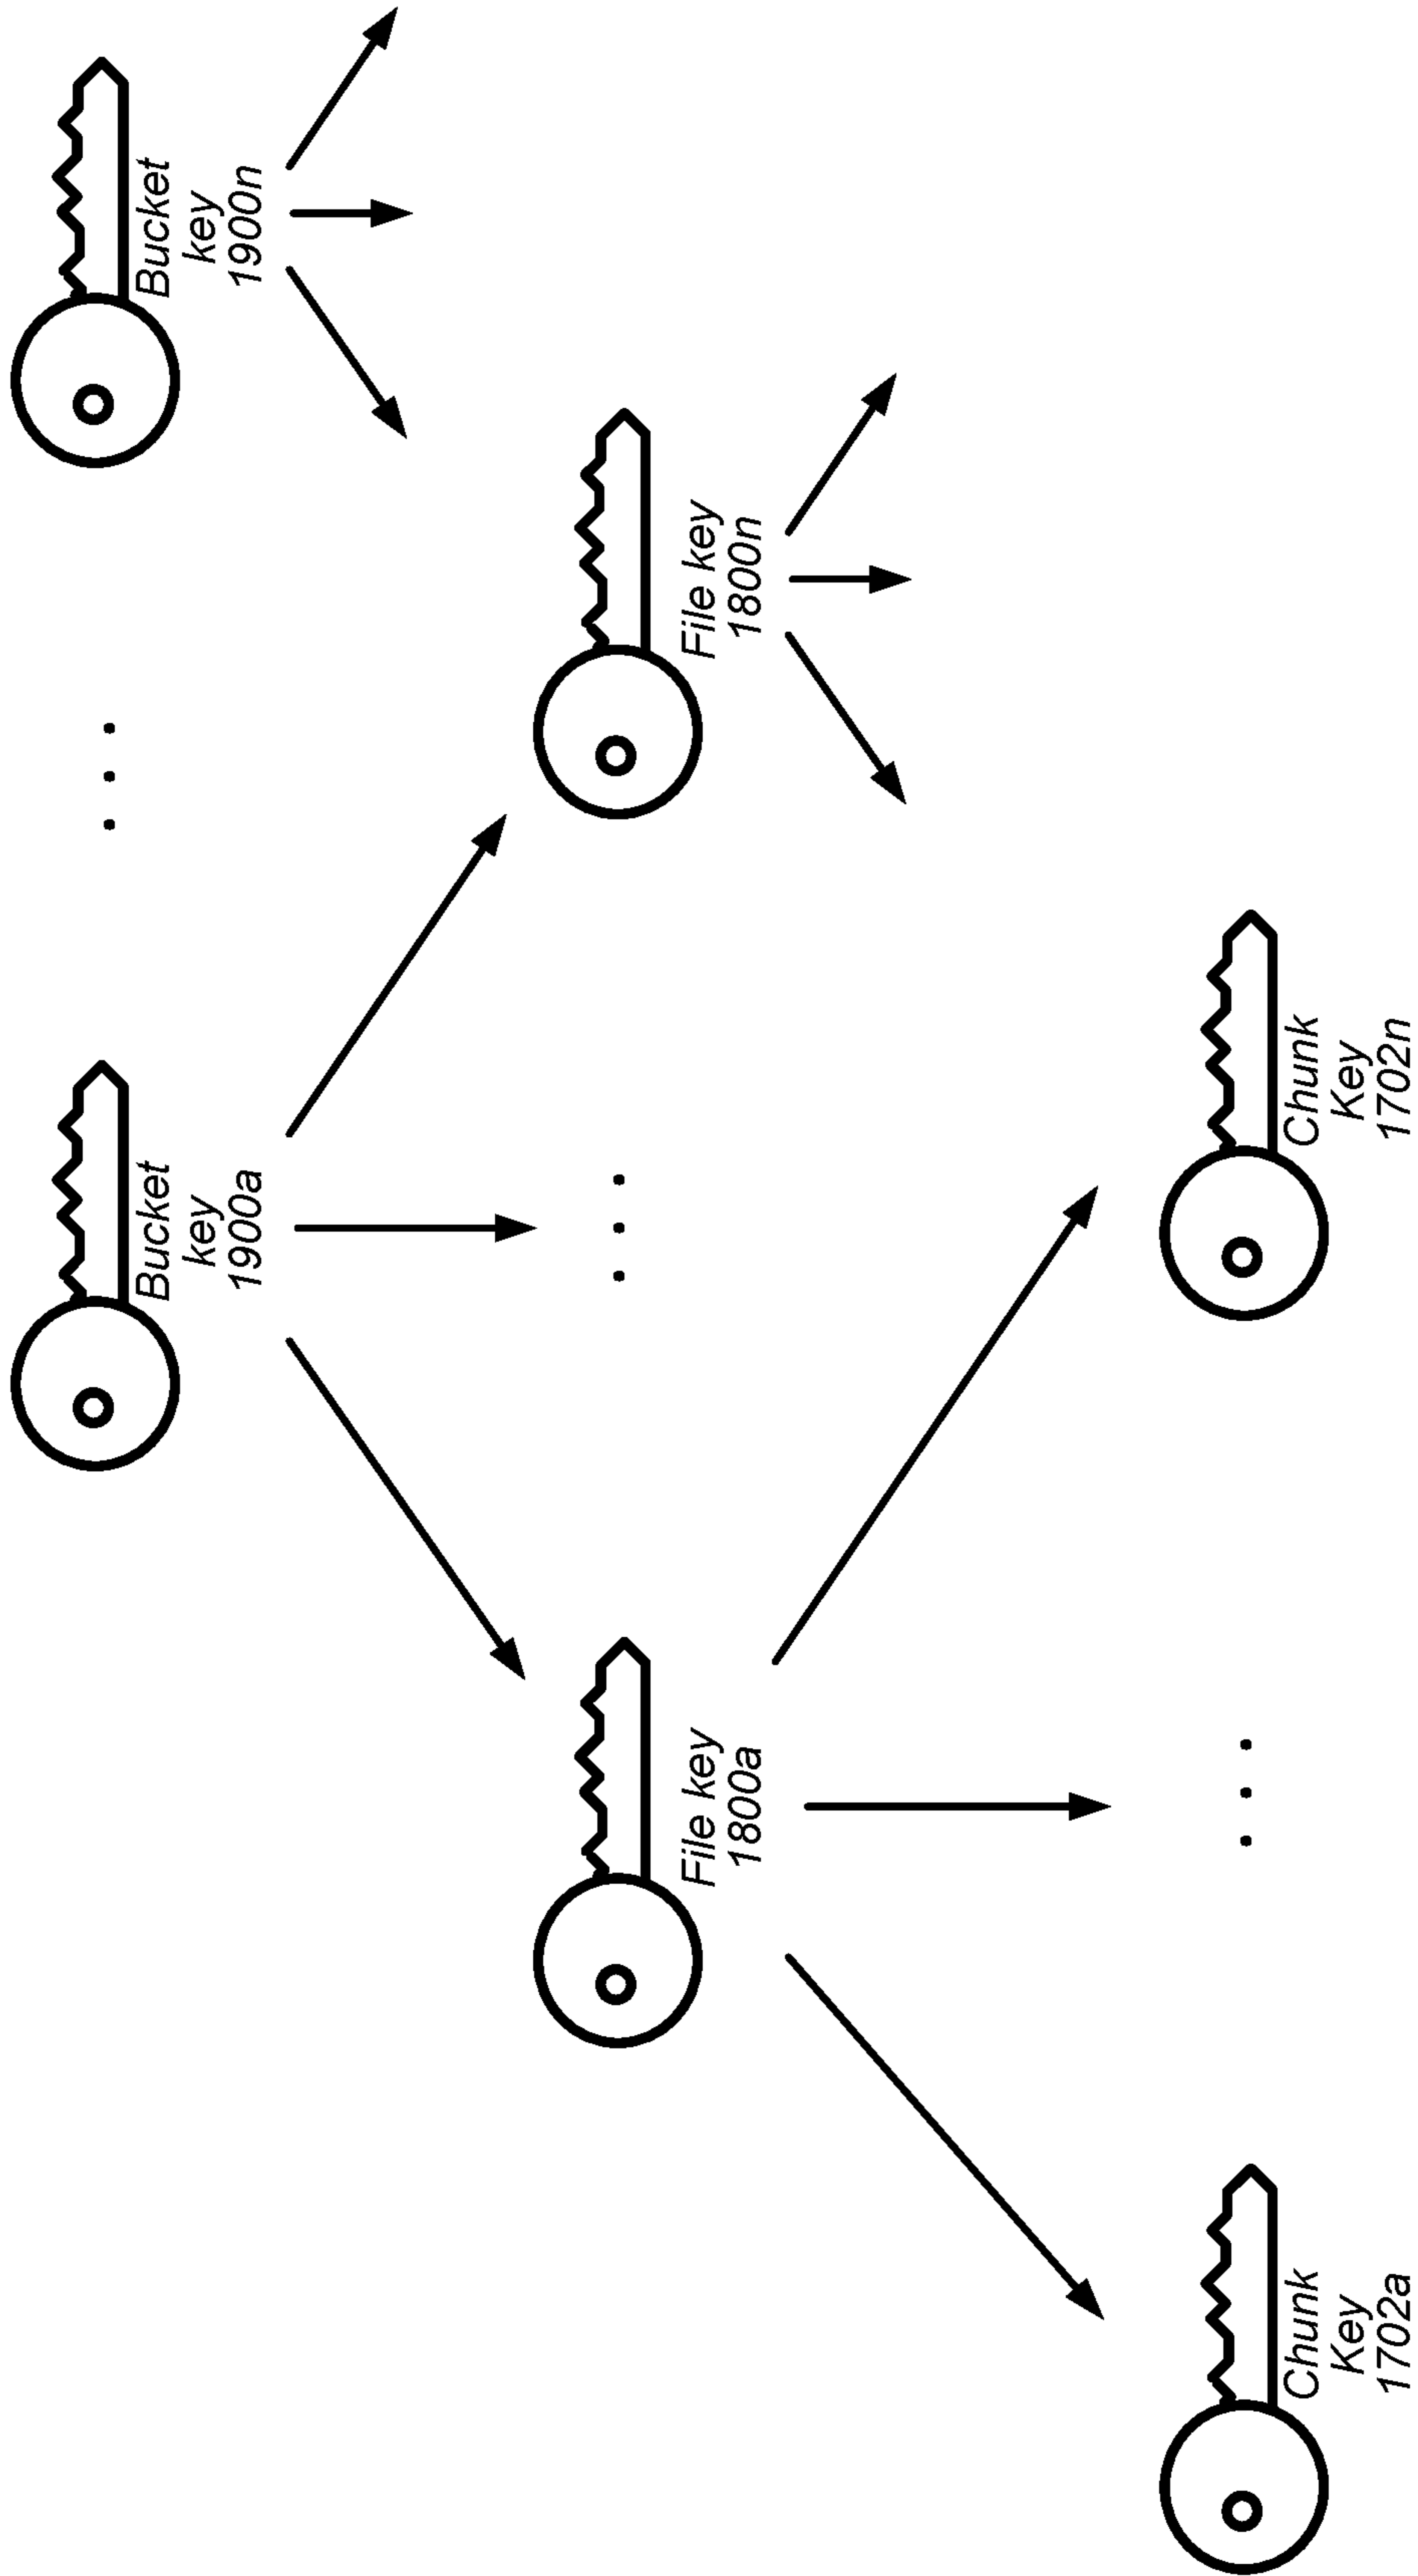 Bucket
key
1900a
Bucket
key
1900n
File key
1800a
File key
1800n
Chunk
Key
1702a
Chunk
Key
1702n